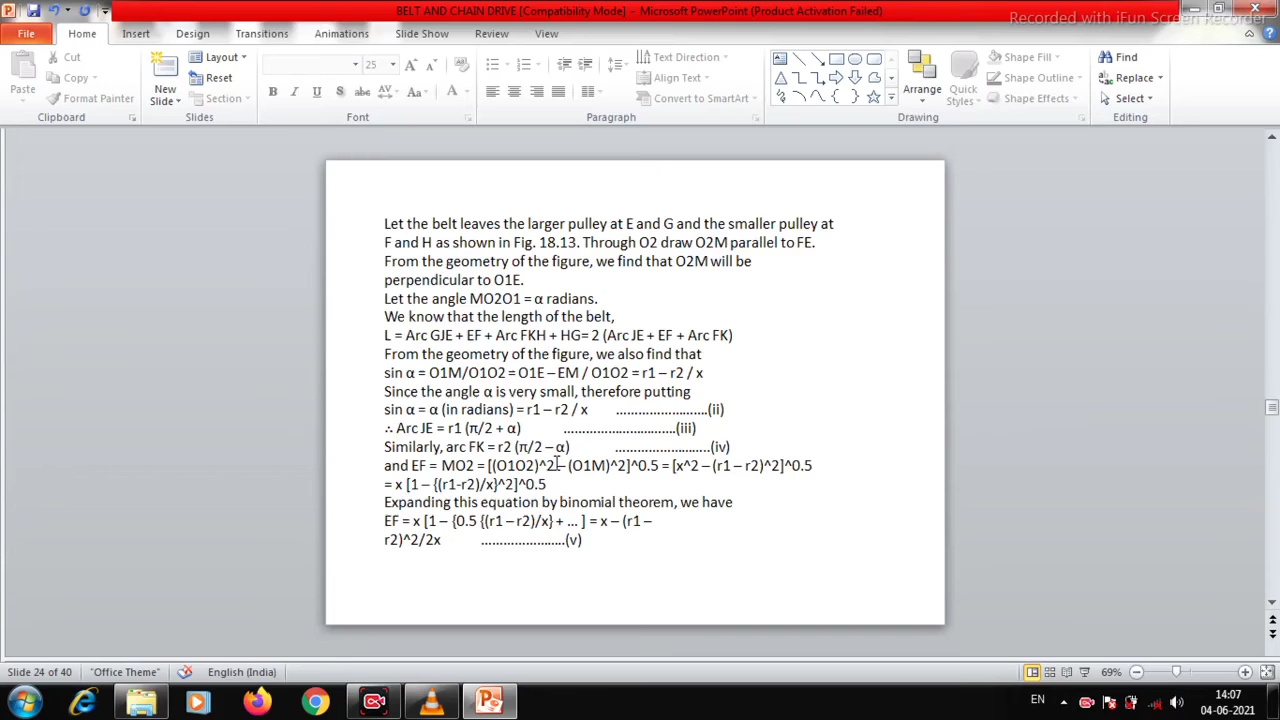 BELT AND CHAIN DRIVE [Compatibility Mode] - Microsoft PowerPoint (Product Activation Failed)
Recorded with iFun Screen Recorder
File Home Insert Design Transitions Animations Slide Show Review View
Paste
Cut
Copy
Format Painter
Clipboard
New Slide
Layout
Reset
Section
Slides
25
B I U S abc AV Aa A
Font
Text Direction
Align Text
Convert to SmartArt
Paragraph
Arrange
Quick Styles
Shape Fill
Shape Outline
Shape Effects
Drawing
Find
Replace
Select
Editing
Let the belt leaves the larger pulley at E and G and the smaller pulley at
F and H as shown in Fig. 18.13. Through O2 draw O2M parallel to FE.
From the geometry of the figure, we find that O2M will be
perpendicular to O1E.
Let the angle MO2O1 = α radians.
We know that the length of the belt,
L = Arc GJE + EF + Arc FKH + HG= 2 (Arc JE + EF + Arc FK)
From the geometry of the figure, we also find that
sin α = O1M/O1O2 = O1E – EM / O1O2 = r1 – r2 / x
Since the angle α is very small, therefore putting
sin α = α (in radians) = r1 – r2 / x …………………….(ii)
∴ Arc JE = r1 (π/2 + α) …………………………(iii)
Similarly, arc FK = r2 (π/2 – α) ……………………..(iv)
and EF = MO2 = [(O1O2)^2 – (O1M)^2]^0.5 = [x^2 – (r1 – r2)^2]^0.5
= x [1 – {(r1-r2)/x}^2]^0.5
Expanding this equation by binomial theorem, we have
EF = x [1 – {0.5 {(r1 – r2)/x} + … ] = x – (r1 –
r2)^2/2x ………………….(v)
Slide 24 of 40 "Office Theme" English (India) 69%
EN 14:07
04-06-2021